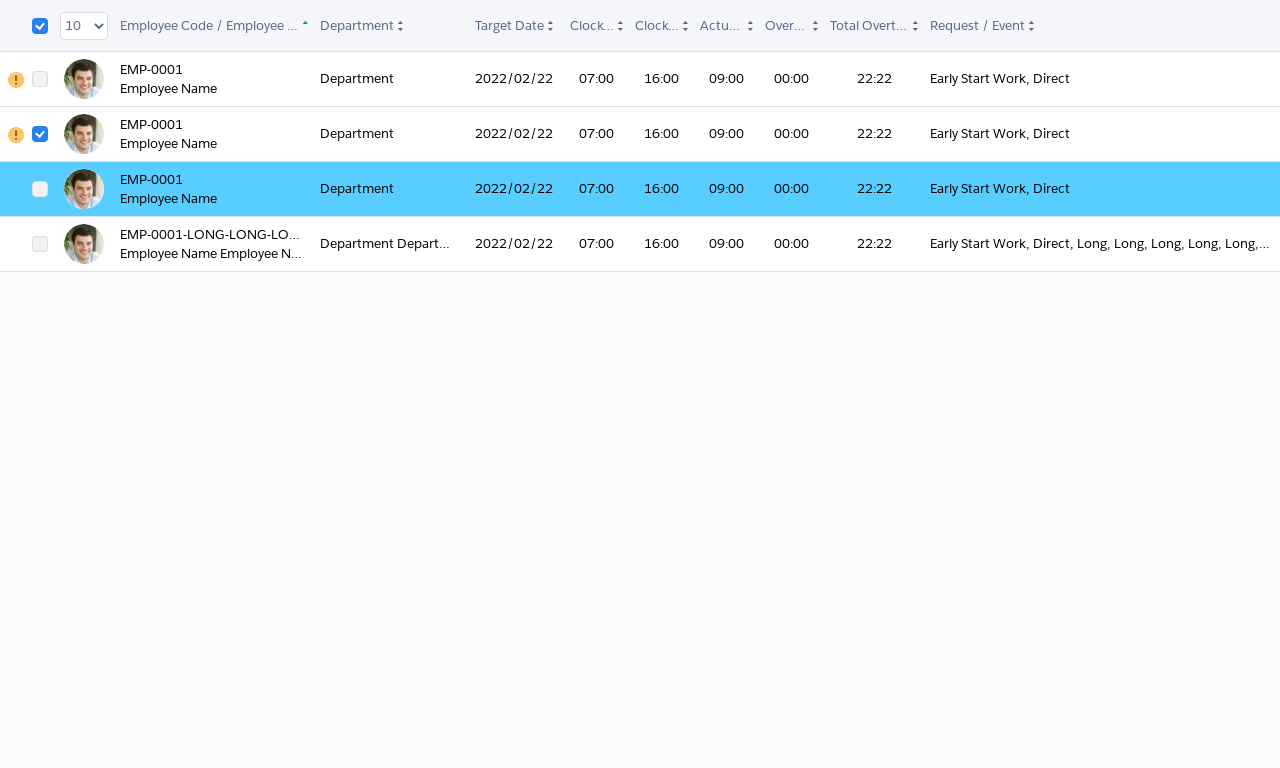 10 Employee Code / Employee ... Department Target Date Clock... Clock... Actu... Over... Total Overt... Request / Event
EMP-0001
Employee Name
Department 2022/02/22 07:00 16:00 09:00 00:00 22:22 Early Start Work, Direct
EMP-0001
Employee Name
Department 2022/02/22 07:00 16:00 09:00 00:00 22:22 Early Start Work, Direct
EMP-0001
Employee Name
Department 2022/02/22 07:00 16:00 09:00 00:00 22:22 Early Start Work, Direct
EMP-0001-LONG-LONG-LO...
Employee Name Employee N...
Department Depart... 2022/02/22 07:00 16:00 09:00 00:00 22:22 Early Start Work, Direct, Long, Long, Long, Long, Long,...